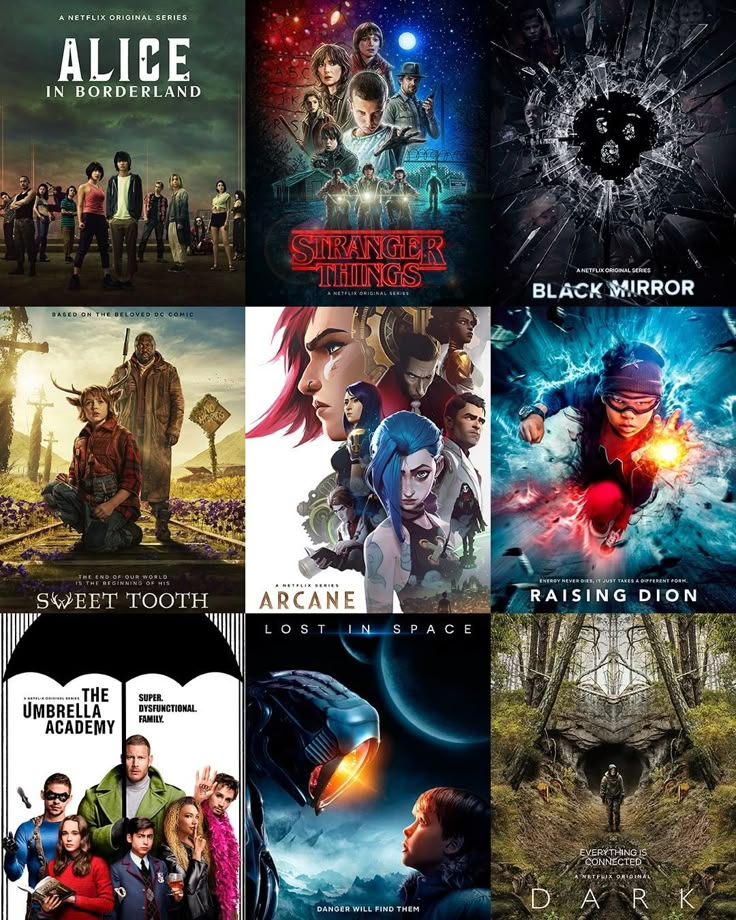 A NETFLIX ORIGINAL SERIES
ALICE
IN BORDERLAND
STRANGER
THINGS
A NETFLIX ORIGINAL SERIES
A NETFLIX ORIGINAL SERIES
BLACK MIRROR
BASED ON THE BELOVED DC COMIC
THE END OF OUR WORLD
IS THE BEGINNING OF HIS
SWEET TOOTH
A NETFLIX SERIES
ARCANE
ENERGY NEVER DIES, IT JUST TAKES A DIFFERENT FORM.
RAISING DION
A NETFLIX ORIGINAL SERIES
THE
UMBRELLA
ACADEMY
SUPER.
DYSFUNCTIONAL.
FAMILY.
LOST IN SPACE
DANGER WILL FIND THEM
EVERYTHING IS
CONNECTED
A NETFLIX ORIGINAL
DARK